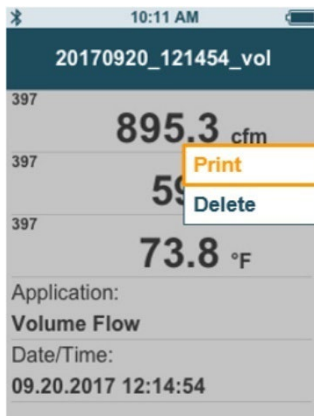 10:11 AM
20170920_121454_vol
397
895.3 cfm
397
Print
Delete
397
73.8 °F
Application:
Volume Flow
Date/Time:
09.20.2017 12:14:54